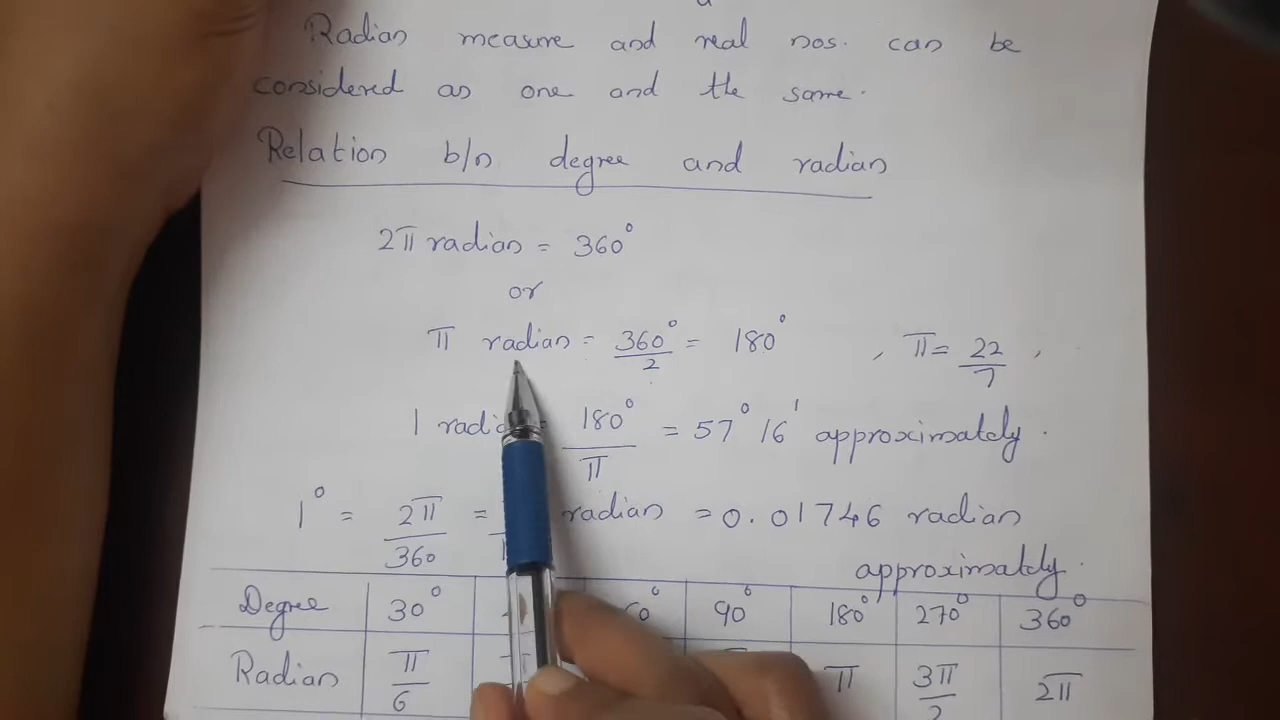 Radian measure and real nos. can be
considered as one and the same.
Relation b/n degree and radian
2π radian = 360°
or
π radian = 360°/2 = 180° , π = 22/7 ,
1 = 180°/π = 57° 16' approximately.
1° = 2π/360 = radian = 0.01746 radian
approximately.
Degree 30° 90° 180° 270° 360°
Radian π/6 π 3π/2 2π